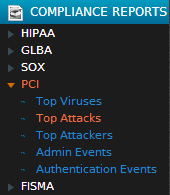 COMPLIANCE REPORTS
HIPAA
GLBA
SOX
PCI
Top Viruses
Top Attacks
Top Attackers
Admin Events
Authentication Events
FISMA